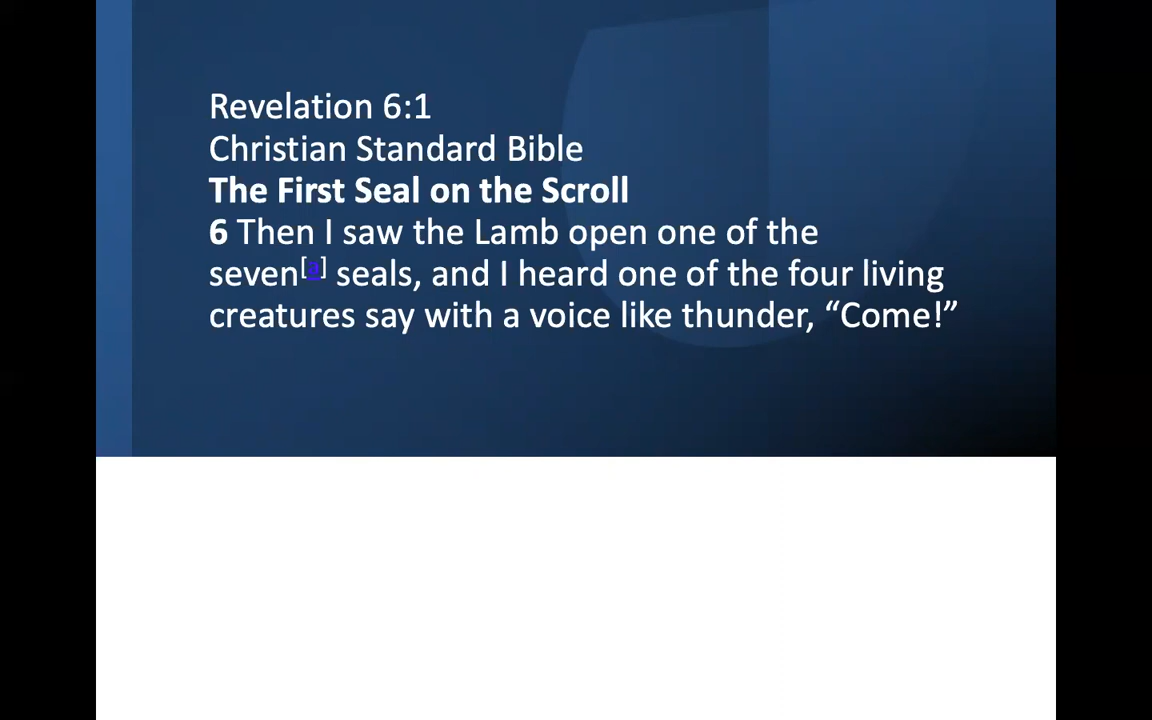 Revelation 6:1
Christian Standard Bible
The First Seal on the Scroll
6 Then I saw the Lamb open one of the
seven[a] seals, and I heard one of the four living
creatures say with a voice like thunder, “Come!”